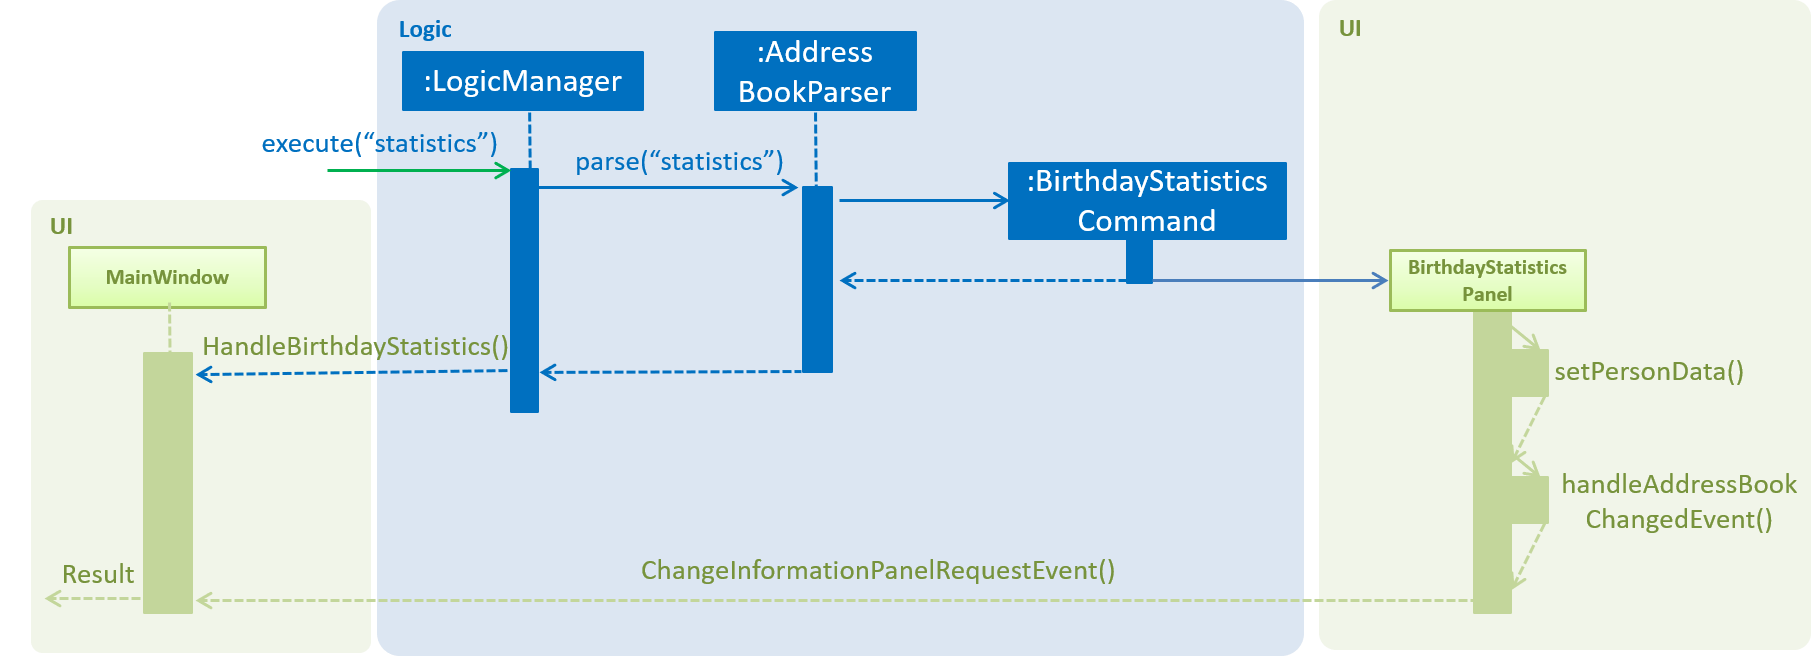 Logic
UI
:LogicManager
:Address
BookParser
execute(“statistics”)
parse(“statistics”)
:BirthdayStatistics
Command
UI
MainWindow
BirthdayStatistics
Panel
HandleBirthdayStatistics()
setPersonData()
handleAddressBook
ChangedEvent()
Result
ChangeInformationPanelRequestEvent()